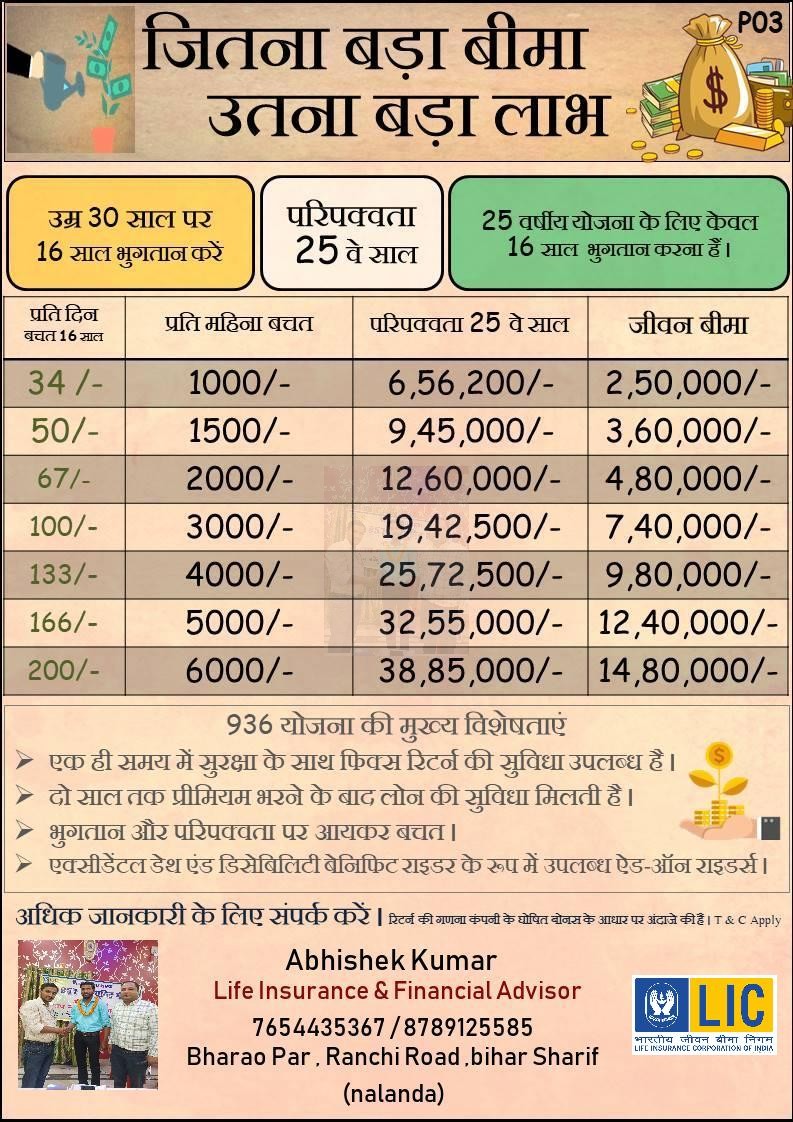 P03
जितना बड़ा बीमा
उतना बड़ा लाभ
उम्र 30 साल पर
16 साल भुगतान करें
परिपक्वता
25 वे साल
25 वर्षीय योजना के लिए केवल
16 साल भुगतान करना हैं।
प्रति दिन
बचत 16 साल
प्रति महिना बचत
परिपक्वता 25 वे साल
जीवन बीमा
34 /- 1000/- 6,56,200/- 2,50,000/-
50/- 1500/- 9,45,000/- 3,60,000/-
67/- 2000/- 12,60,000/- 4,80,000/-
100/- 3000/- 19,42,500/- 7,40,000/-
133/- 4000/- 25,72,500/- 9,80,000/-
166/- 5000/- 32,55,000/- 12,40,000/-
200/- 6000/- 38,85,000/- 14,80,000/-
936 योजना की मुख्य विशेषताएं
➢ एक ही समय में सुरक्षा के साथ फिक्स रिटर्न की सुविधा उपलब्ध है।
➢ दो साल तक प्रीमियम भरने के बाद लोन की सुविधा मिलती हैं।
➢ भुगतान और परिपक्वता पर आयकर बचत।
➢ एक्सीडेंटल डेथ एंड डिसेबिलिटी बेनिफिट राइडर के रूप में उपलब्ध ऐड-ऑन राइडर्स।
अधिक जानकारी के लिए संपर्क करें। रिटर्न की गणना कंपनी के घोषित बोनस के आधार पर अंदाजे की है। T & C Apply
Abhishek Kumar
Life Insurance & Financial Advisor
7654435367 / 8789125585
Bharao Par , Ranchi Road ,bihar Sharif
(nalanda)
LIC
भारतीय जीवन बीमा निगम
LIFE INSURANCE CORPORATION OF INDIA